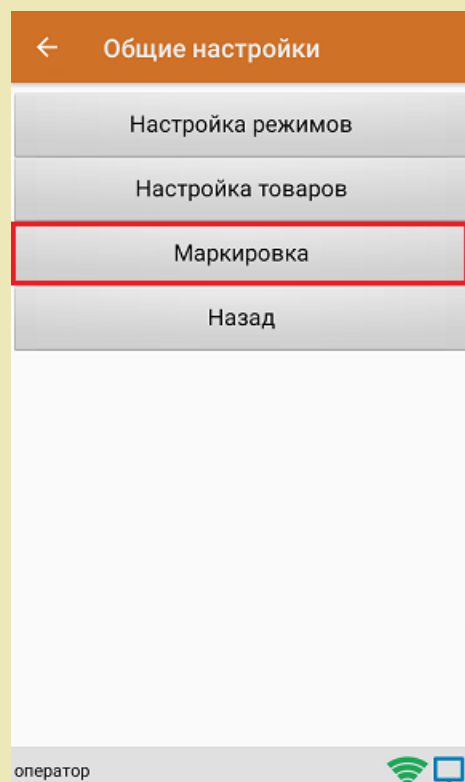 Общие настройки
Настройка режимов
Настройка товаров
Маркировка
Назад
оператор